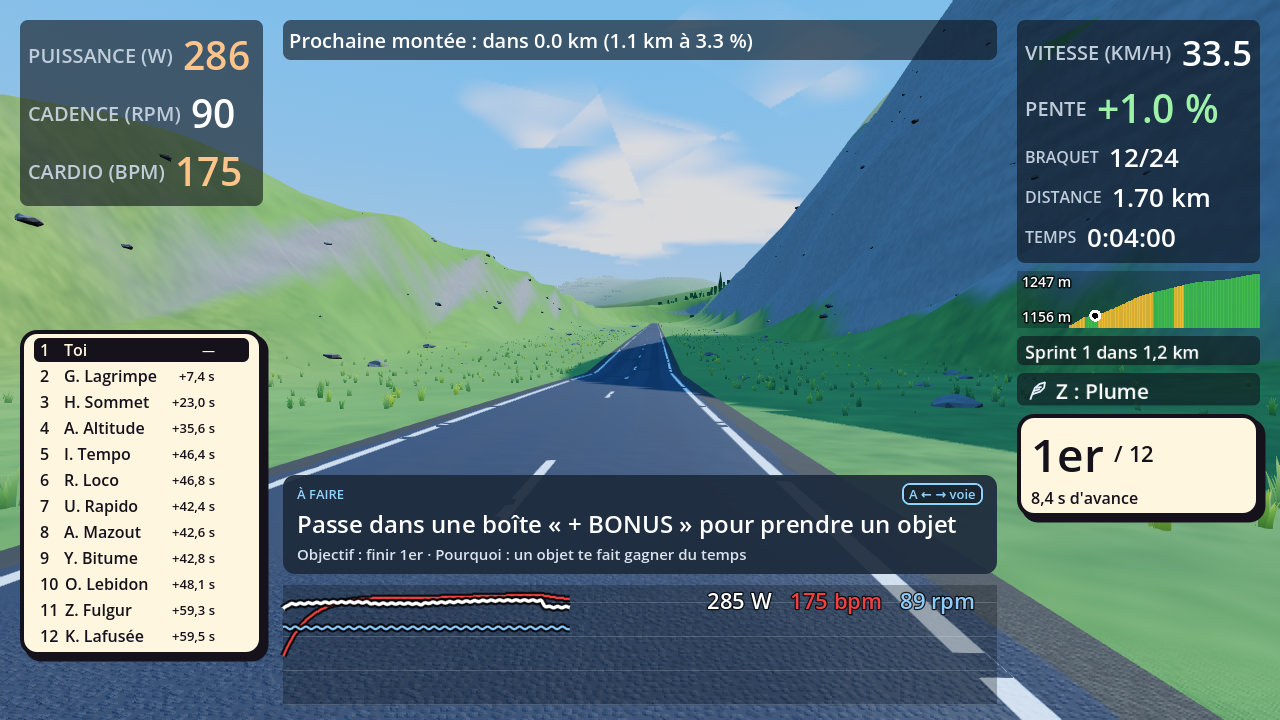 PUISSANCE (W) 286
CADENCE (RPM) 90
CARDIO (BPM) 175
Prochaine montée : dans 0.0 km (1.1 km à 3.3 %)
VITESSE (KM/H) 33.5
PENTE +1.0 %
BRAQUET 12/24
DISTANCE 1.70 km
TEMPS 0:04:00
1247 m
1156 m
Sprint 1 dans 1,2 km
Z : Plume
1er / 12
8,4 s d'avance
1 Toi —
2 G. Lagrimpe +7,4 s
3 H. Sommet +23,0 s
4 A. Altitude +35,6 s
5 I. Tempo +46,4 s
6 R. Loco +46,8 s
7 U. Rapido +42,4 s
8 A. Mazout +42,6 s
9 Y. Bitume +42,8 s
10 O. Lebidon +48,1 s
11 Z. Fulgur +59,3 s
12 K. Lafusée +59,5 s
À FAIRE
A ← → voie
Passe dans une boîte « + BONUS » pour prendre un objet
Objectif : finir 1er · Pourquoi : un objet te fait gagner du temps
285 W 175 bpm 89 rpm